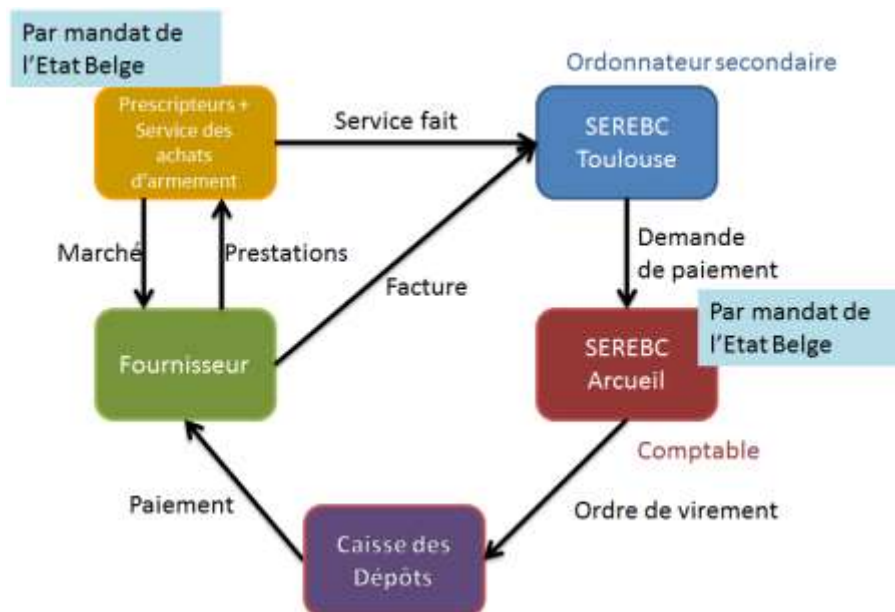 Par mandat de
l'Etat Belge
Ordonnateur secondaire
Prescripteurs +
Service des
achats
d'armement
Service fait
SEREBC
Toulouse
Marché
Prestations
Facture
Demande
de paiement
Par mandat de
l'Etat Belge
Fournisseur
SEREBC
Arcueil
Comptable
Paiement
Ordre de virement
Caisse des
Dépôts